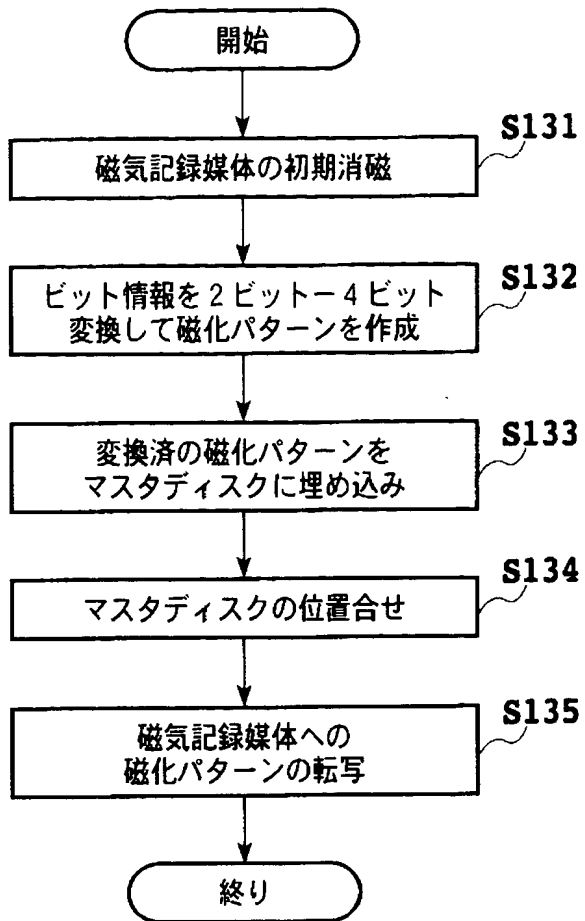 開始
S131
磁気記録媒体の初期消磁
S132
ビット情報を2ビットー4ビット
変換して磁化パターンを作成
S133
変換済の磁化パターンを
マスタディスクに埋め込み
S134
マスタディスクの位置合せ
S135
磁気記録媒体への
磁化パターンの転写
終り